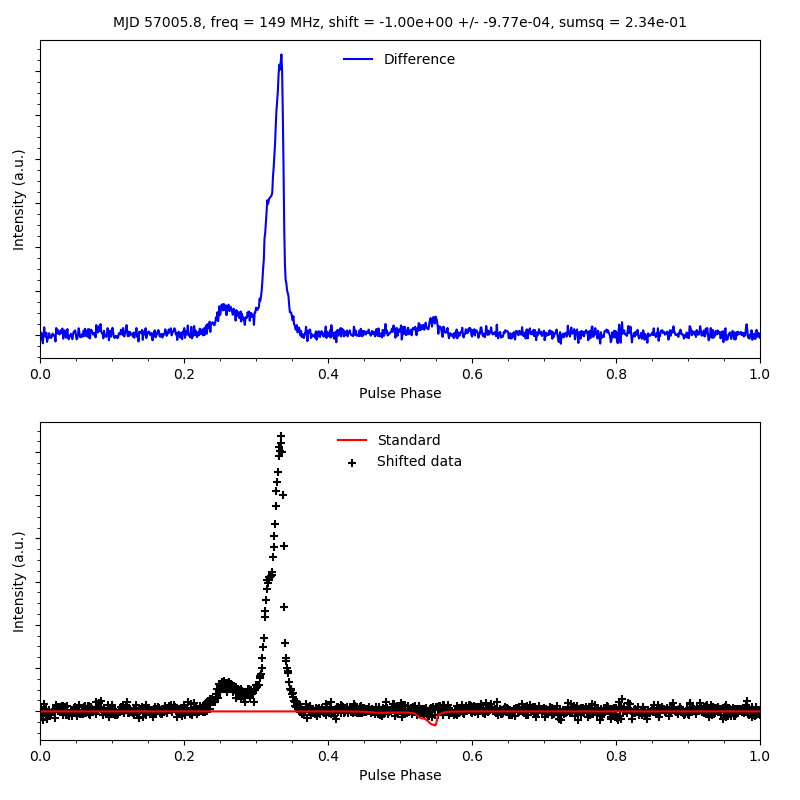 MJD 57005.8, freq = 149 MHz, shift = -1.00e+00 +/- -9.77e-04, sumsq = 2.34e-01
Difference
Intensity (a.u.)
0.0 0.2 0.4 0.6 0.8 1.0
Pulse Phase
Standard
Shifted data
Intensity (a.u.)
0.0 0.2 0.4 0.6 0.8 1.0
Pulse Phase